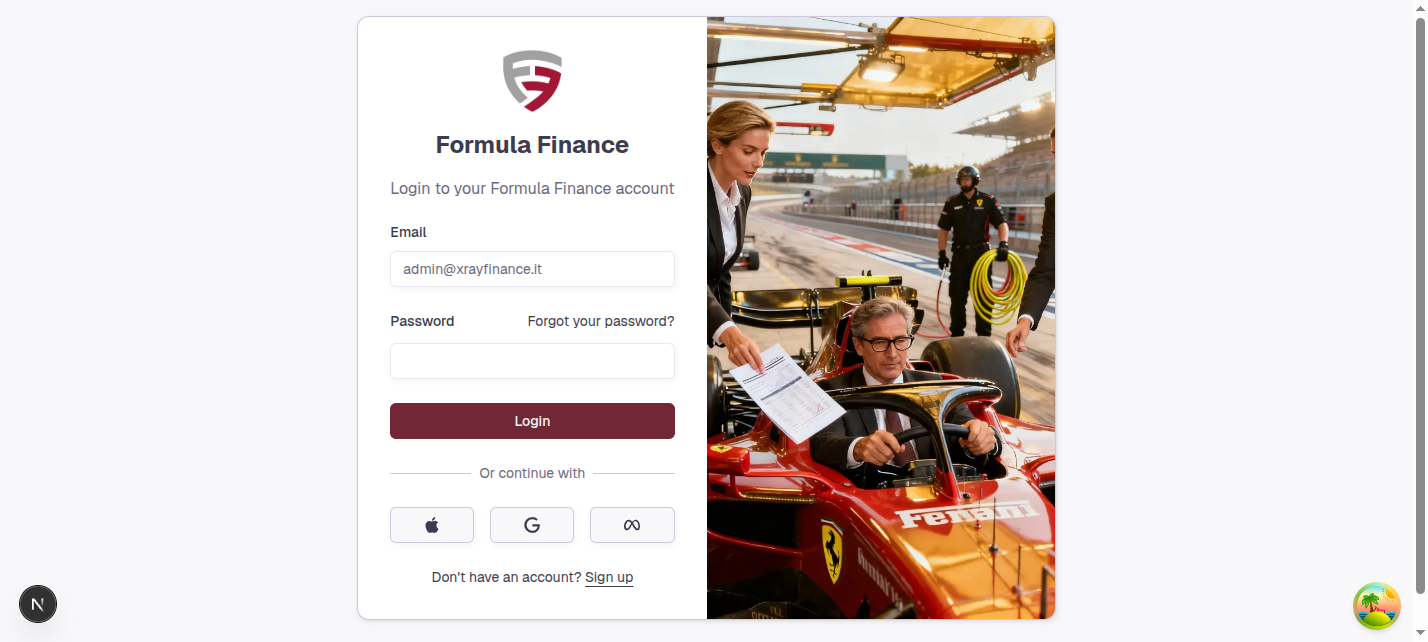 Formula Finance
Login to your Formula Finance account
Email
admin@xrayfinance.it
Password
Forgot your password?
Login
Or continue with
Don't have an account? Sign up
N
Ferrari